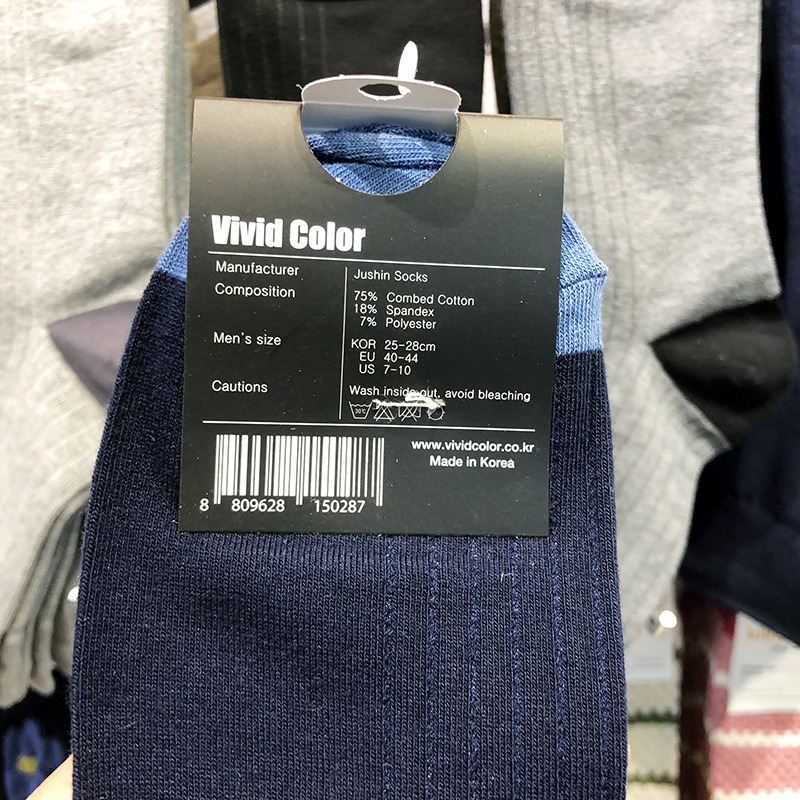 Vivid Color
Manufacturer Jushin Socks
Composition 75% Combed Cotton
18% Spandex
7% Polyester
Men's size KOR 25-28cm
EU 40-44
US 7-10
Cautions Wash inside out, avoid bleaching
30℃
www.vividcolor.co.kr
Made in Korea
8 809628 150287